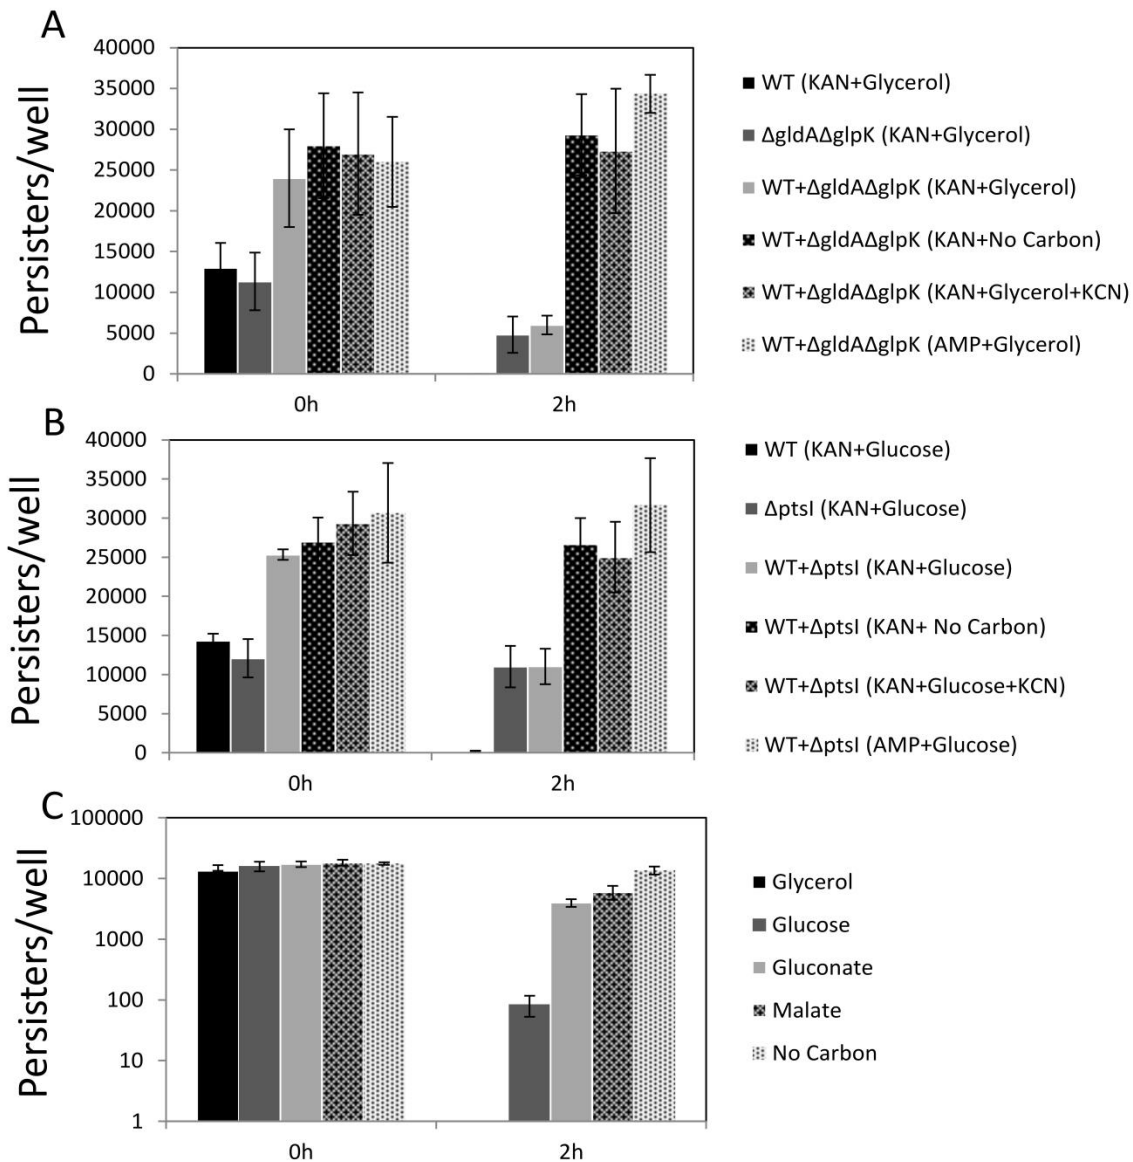 A
Persisters/well
40000
35000
30000
25000
20000
15000
10000
5000
0
0h
2h
WT (KAN+Glycerol)
ΔgldAΔglpK (KAN+Glycerol)
WT+ΔgldAΔglpK (KAN+Glycerol)
WT+ΔgldAΔglpK (KAN+No Carbon)
WT+ΔgldAΔglpK (KAN+Glycerol+KCN)
WT+ΔgldAΔglpK (AMP+Glycerol)
B
Persisters/well
40000
35000
30000
25000
20000
15000
10000
5000
0
0h
2h
WT (KAN+Glucose)
ΔptsI (KAN+Glucose)
WT+ΔptsI (KAN+Glucose)
WT+ΔptsI (KAN+ No Carbon)
WT+ΔptsI (KAN+Glucose+KCN)
WT+ΔptsI (AMP+Glucose)
C
Persisters/well
100000
10000
1000
100
10
1
0h
2h
Glycerol
Glucose
Gluconate
Malate
No Carbon